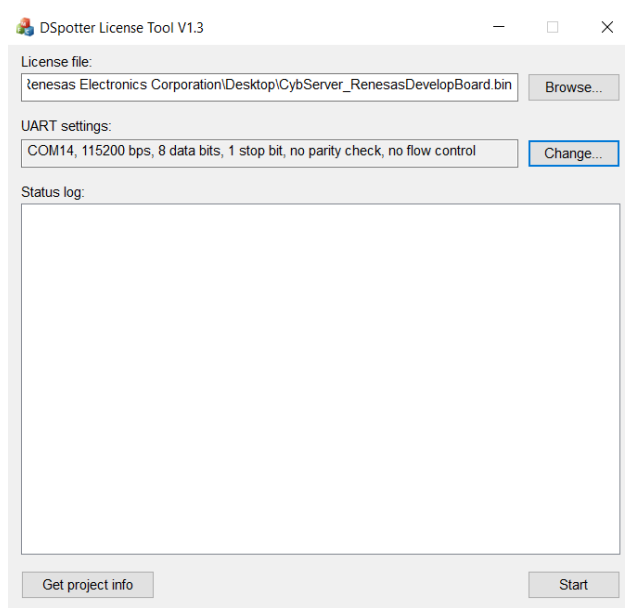 DSpotter License Tool V1.3
License file:
Renesas Electronics Corporation\Desktop\CybServer_RenesasDevelopBoard.bin
Browse...
UART settings:
COM14, 115200 bps, 8 data bits, 1 stop bit, no parity check, no flow control
Change...
Status log:
Get project info
Start